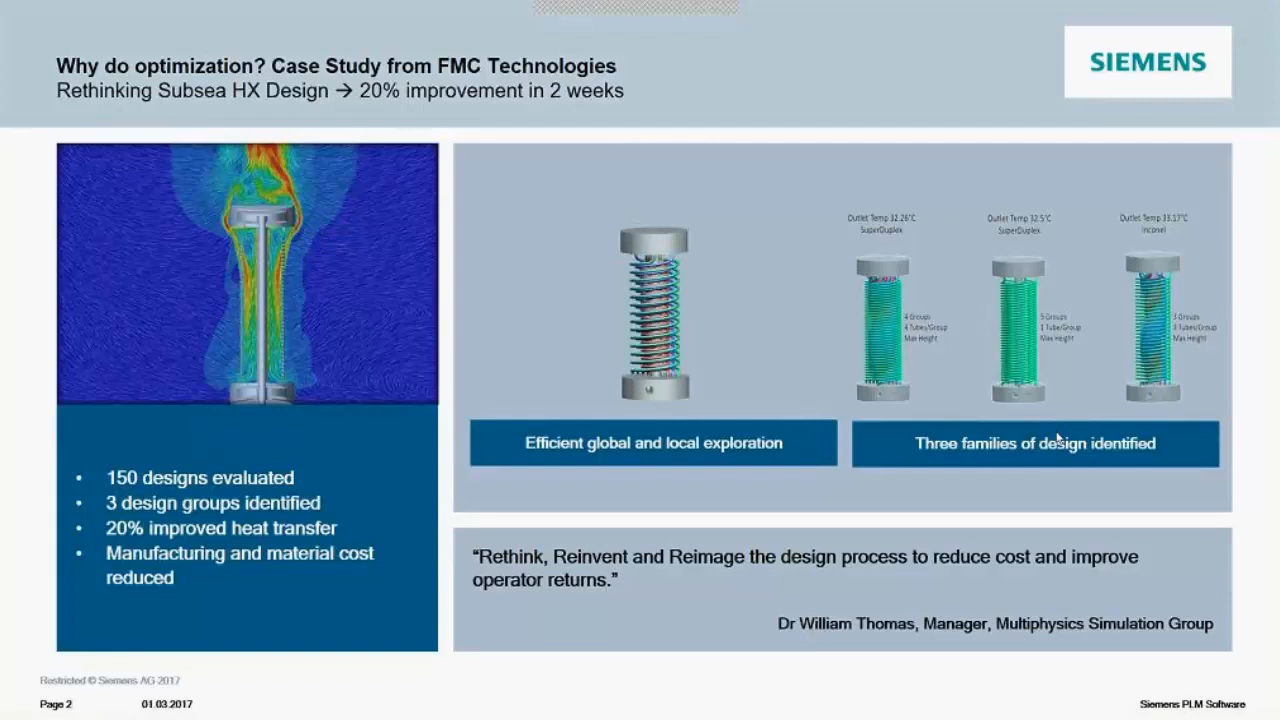 Why do optimization? Case Study from FMC Technologies
Rethinking Subsea HX Design → 20% improvement in 2 weeks
SIEMENS
Outlet Temp 32.26°C
SuperDuplex
Outlet Temp 32.5°C
SuperDuplex
Outlet Temp 33.17°C
Inconel
4 Groups
4 Tubes/Group
Max Height
5 Groups
1 Tube/Group
Max Height
3 Groups
3 Tubes/Group
Max Height
Efficient global and local exploration
Three families of design identified
• 150 designs evaluated
• 3 design groups identified
• 20% improved heat transfer
• Manufacturing and material cost
reduced
“Rethink, Reinvent and Reimage the design process to reduce cost and improve
operator returns.”
Dr William Thomas, Manager, Multiphysics Simulation Group
Restricted © Siemens AG 2017
Page 2
01.03.2017
Siemens PLM Software